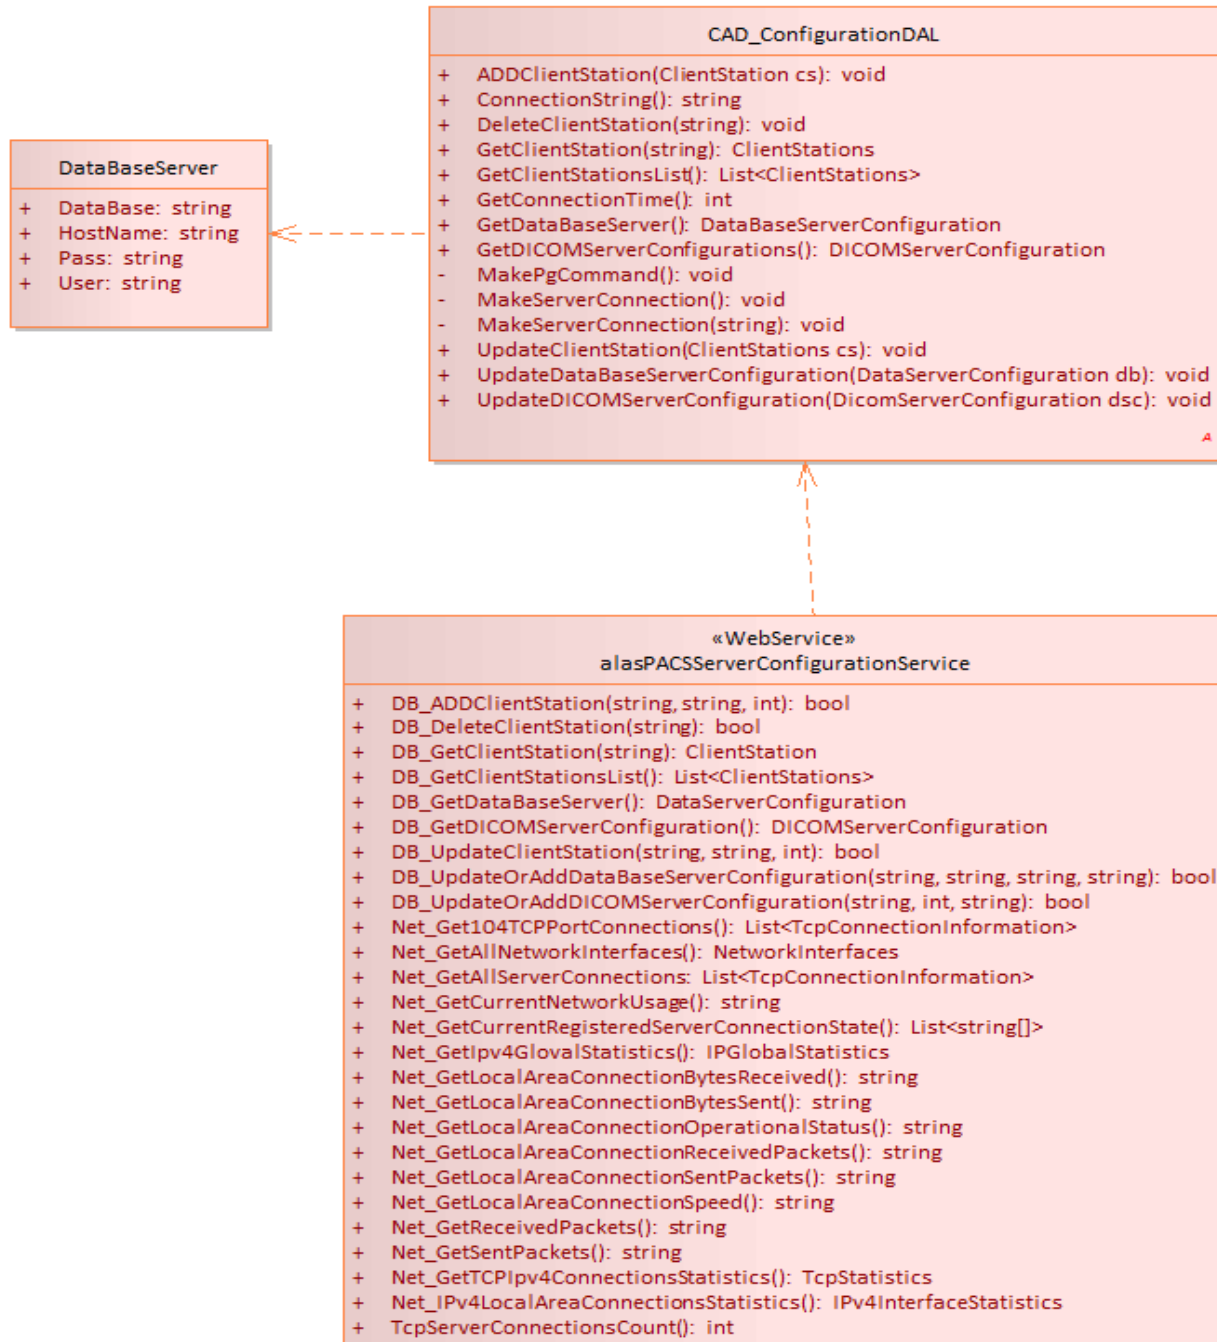 CAD_ConfigurationDAL
+ ADDClientStation(ClientStation cs): void
+ ConnectionString(): string
+ DeleteClientStation(string): void
+ GetClientStation(string): ClientStations
+ GetClientStationsList(): List<ClientStations>
+ GetConnectionTime(): int
+ GetDataBaseServer(): DataBaseServerConfiguration
+ GetDICOMServerConfigurations(): DICOMServerConfiguration
- MakePgCommand(): void
- MakeServerConnection(): void
- MakeServerConnection(string): void
+ UpdateClientStation(ClientStations cs): void
+ UpdateDataBaseServerConfiguration(DataServerConfiguration db): void
+ UpdateDICOMServerConfiguration(DicomServerConfiguration dsc): void
A
DataBaseServer
+ DataBase: string
+ HostName: string
+ Pass: string
+ User: string
«WebService»
alasPACSServerConfigurationService
+ DB_ADDClientStation(string, string, int): bool
+ DB_DeleteClientStation(string): bool
+ DB_GetClientStation(string): ClientStation
+ DB_GetClientStationsList(): List<ClientStations>
+ DB_GetDataBaseServer(): DataServerConfiguration
+ DB_GetDICOMServerConfiguration(): DICOMServerConfiguration
+ DB_UpdateClientStation(string, string, int): bool
+ DB_UpdateOrAddDataBaseServerConfiguration(string, string, string, string): bool
+ DB_UpdateOrAddDICOMServerConfiguration(string, int, string): bool
+ Net_Get104TCPPortConnections(): List<TcpConnectionInformation>
+ Net_GetAllNetworkInterfaces(): NetworkInterfaces
+ Net_GetAllServerConnections: List<TcpConnectionInformation>
+ Net_GetCurrentNetworkUsage(): string
+ Net_GetCurrentRegisteredServerConnectionState(): List<string[]>
+ Net_GetIpv4GlovalStatistics(): IPGlobalStatistics
+ Net_GetLocalAreaConnectionBytesReceived(): string
+ Net_GetLocalAreaConnectionBytesSent(): string
+ Net_GetLocalAreaConnectionOperationalStatus(): string
+ Net_GetLocalAreaConnectionReceivedPackets(): string
+ Net_GetLocalAreaConnectionSentPackets(): string
+ Net_GetLocalAreaConnectionSpeed(): string
+ Net_GetReceivedPackets(): string
+ Net_GetSentPackets(): string
+ Net_GetTCPIpv4ConnectionsStatistics(): TcpStatistics
+ Net_IPv4LocalAreaConnectionsStatistics(): IPv4InterfaceStatistics
+ TcpServerConnectionsCount(): int